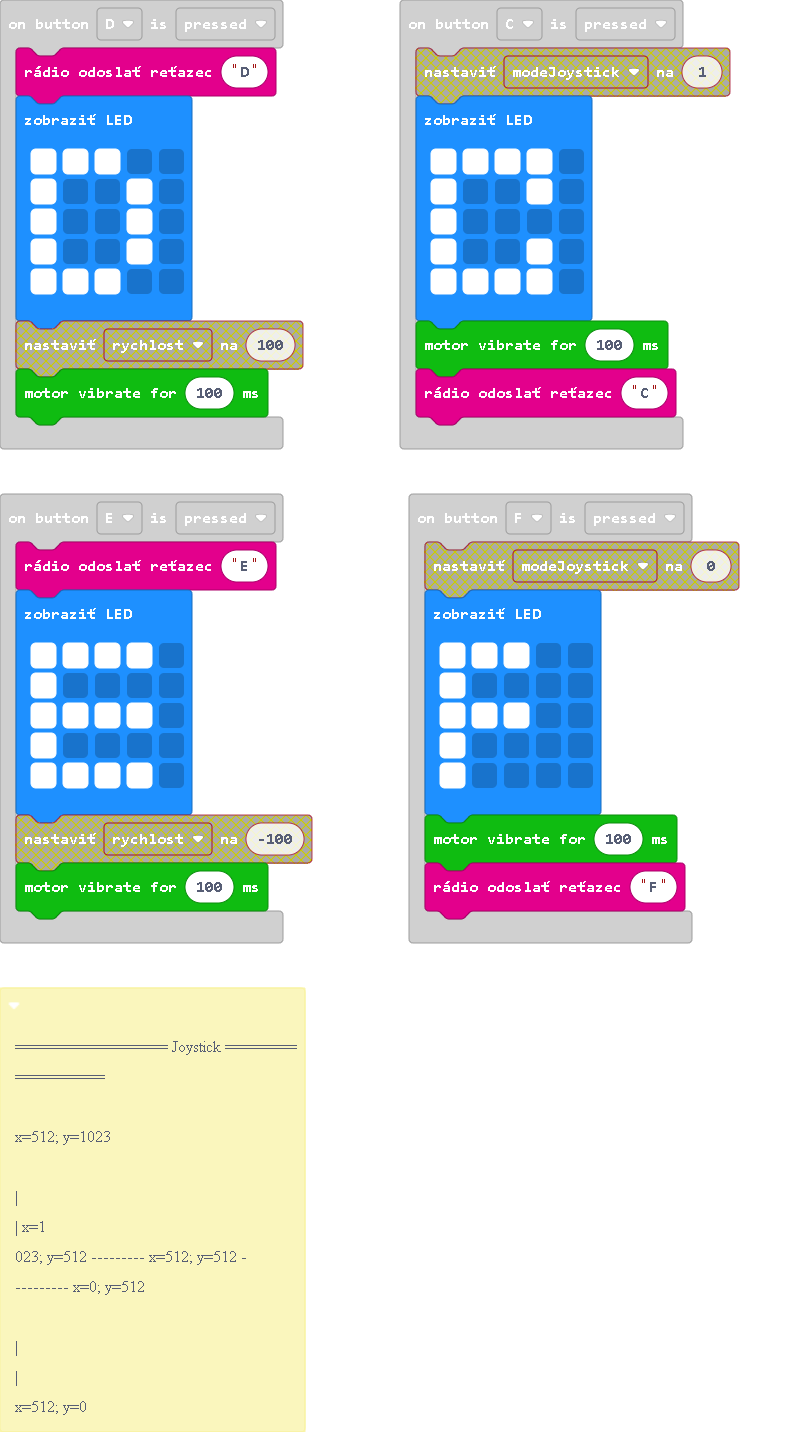 on button D is pressed
rádio odoslať reťazec "D"
zobraziť LED
nastaviť rychlost na 100
motor vibrate for 100 ms
on button C is pressed
nastaviť modeJoystick na 1
zobraziť LED
motor vibrate for 100 ms
rádio odoslať reťazec "C"
on button E is pressed
rádio odoslať reťazec "E"
zobraziť LED
nastaviť rychlost na -100
motor vibrate for 100 ms
on button F is pressed
nastaviť modeJoystick na 0
zobraziť LED
motor vibrate for 100 ms
rádio odoslať reťazec "F"
================= Joystick ========
==========
x=512; y=1023
|
| x=1
023; y=512 --------- x=512; y=512 -
--------- x=0; y=512
|
|
x=512; y=0